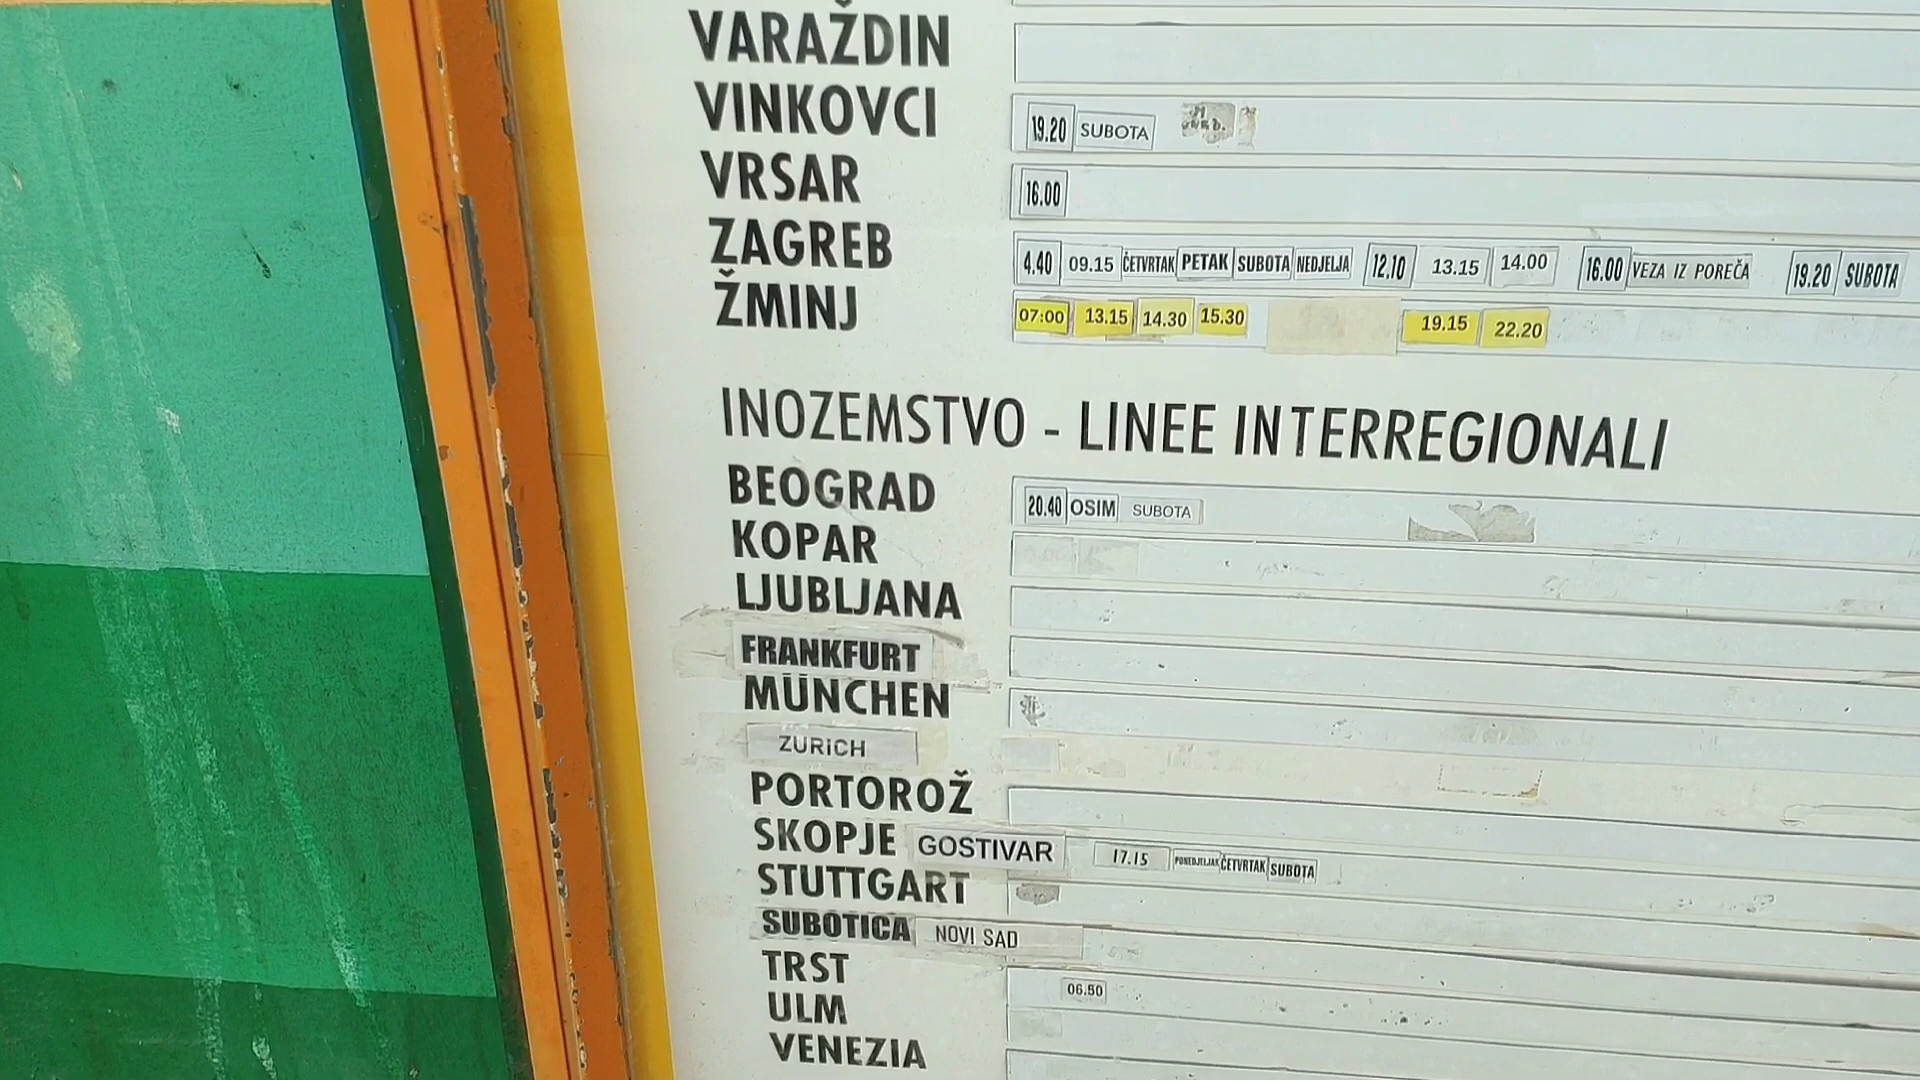 VARAŽDIN
VINKOVCI 19.20 SUBOTA
VRSAR 16.00
ZAGREB 4.40 09.15 ČETVRTAK PETAK SUBOTA NEDJELJA 12.10 13.15 14.00 16.00 VEZA IZ POREČA 19.20 SUBOTA
ŽMINJ 07:00 13.15 14.30 15.30 19.15 22.20
INOZEMSTVO - LINEE INTERREGIONALI
BEOGRAD 20.40 OSIM SUBOTA
KOPAR
LJUBLJANA
FRANKFURT
MÜNCHEN
ZURICH
PORTOROŽ
SKOPJE GOSTIVAR 17.15 PONEDJELJAK ČETVRTAK SUBOTA
STUTTGART
SUBOTICA NOVI SAD
TRST 06.50
ULM
VENEZIA